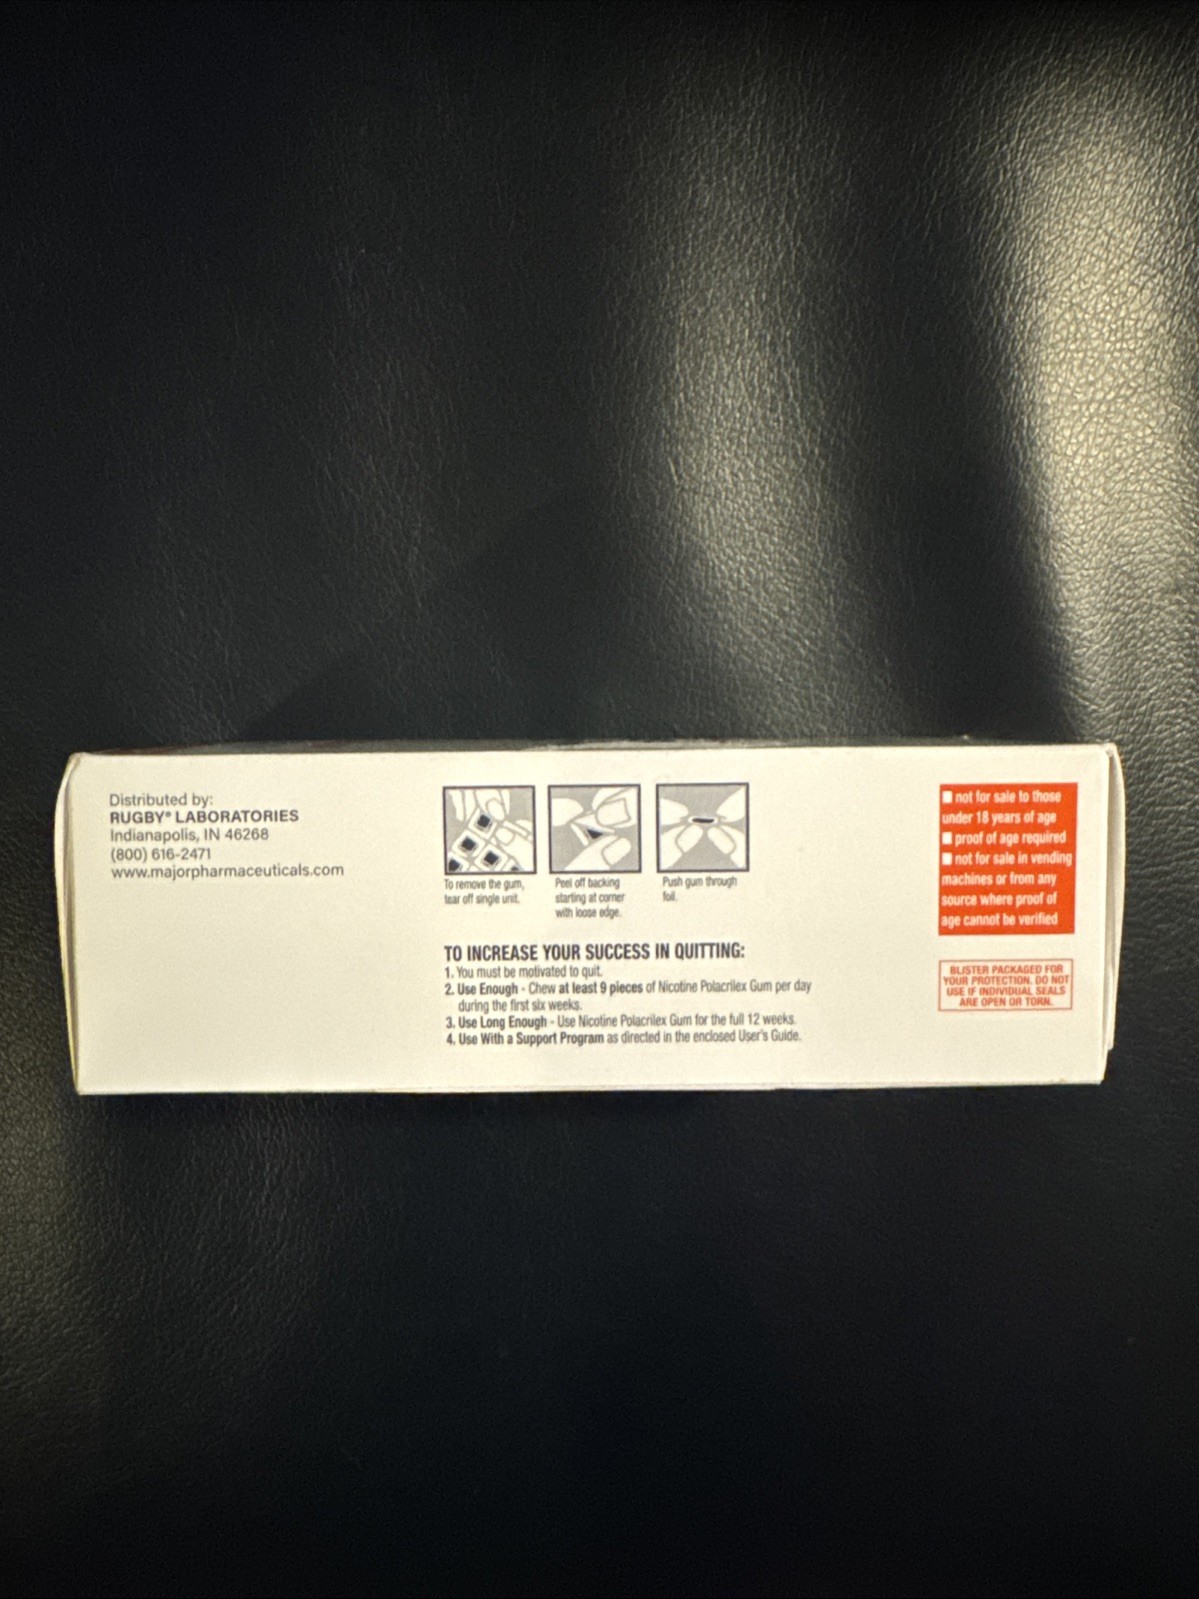 Distributed by:
RUGBY® LABORATORIES
Indianapolis, IN 46268
(800) 616-2471
www.majorpharmaceuticals.com
To remove the gum,
tear off single unit.
Peel off backing
starting at corner
with loose edge.
Push gum through
foil.
TO INCREASE YOUR SUCCESS IN QUITTING:
1. You must be motivated to quit.
2. Use Enough - Chew at least 9 pieces of Nicotine Polacrilex Gum per day
during the first six weeks.
3. Use Long Enough - Use Nicotine Polacrilex Gum for the full 12 weeks.
4. Use With a Support Program as directed in the enclosed User's Guide.
■ not for sale to those
under 18 years of age
■ proof of age required
■ not for sale in vending
machines or from any
source where proof of
age cannot be verified
BLISTER PACKAGED FOR
YOUR PROTECTION. DO NOT
USE IF INDIVIDUAL SEALS
ARE OPEN OR TORN.